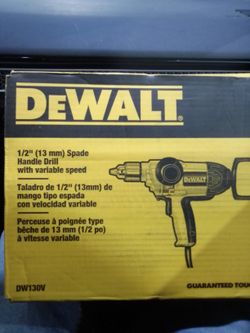 DEWALT
1/2" (13 mm) Spade
Handle Drill
with variable speed
Taladro de 1/2" (13mm) de
mango tipo espada
con velocidad variable
Perceuse à poignée type
bêche de 13 mm (1/2 po)
à vitesse variable
DEWALT
DW130V
GUARANTEED TOUG